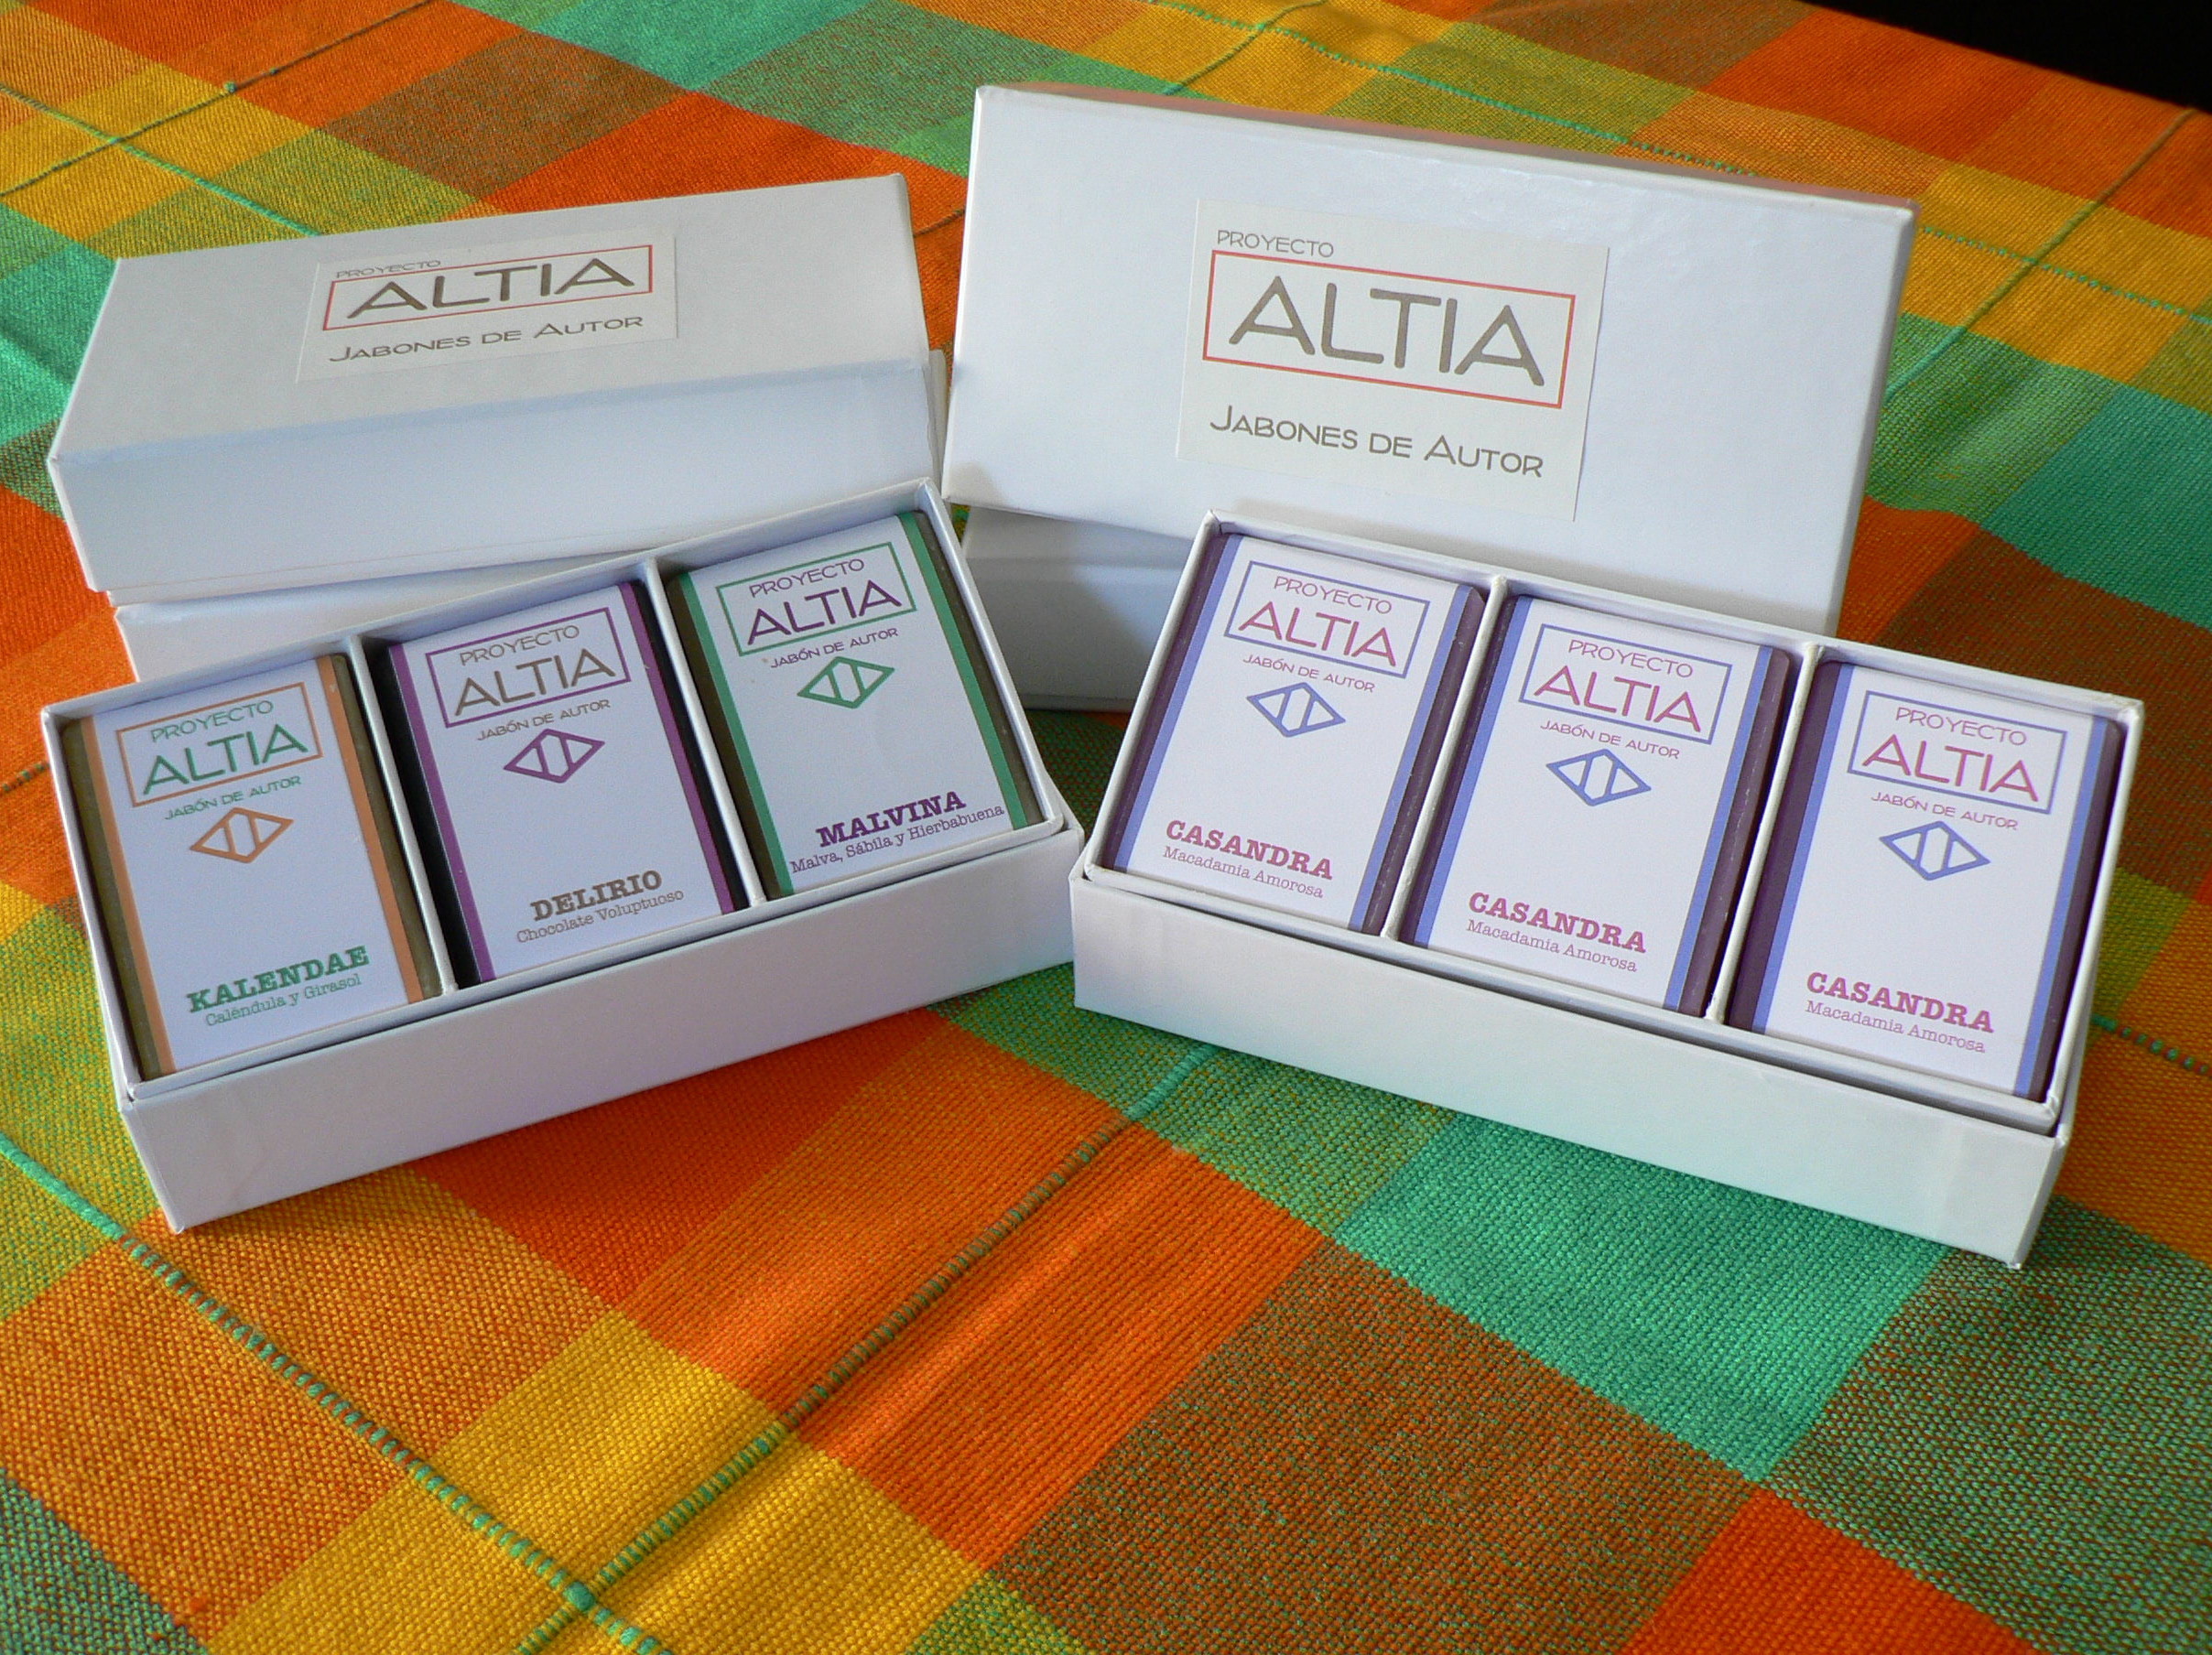 PROYECTO
ALTIA
JABONES DE AUTOR
PROYECTO
ALTIA
JABONES DE AUTOR
PROYECTO
ALTIA
JABÓN DE AUTOR
KALENDAE
Caléndula y Girasol
PROYECTO
ALTIA
JABÓN DE AUTOR
DELIRIO
Chocolate Voluptuoso
PROYECTO
ALTIA
JABÓN DE AUTOR
MALVINA
Malva, Sábila y Hierbabuena
PROYECTO
ALTIA
JABÓN DE AUTOR
CASANDRA
Macadamia Amorosa
PROYECTO
ALTIA
JABÓN DE AUTOR
CASANDRA
Macadamia Amorosa
PROYECTO
ALTIA
JABÓN DE AUTOR
CASANDRA
Macadamia Amorosa